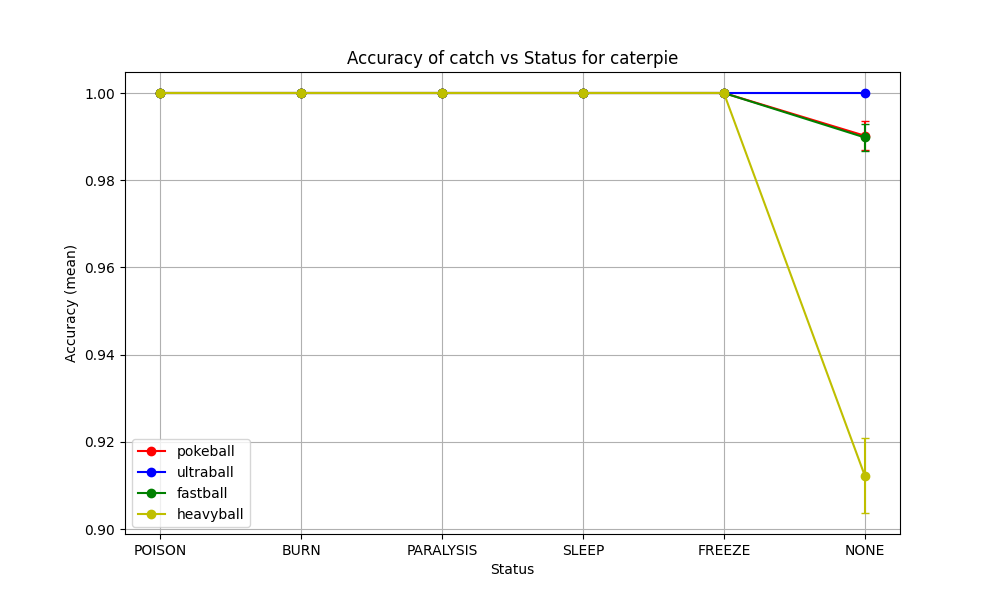 Accuracy of catch vs Status for caterpie
Accuracy (mean)
1.00
0.98
0.96
0.94
0.92
0.90
pokeball
ultraball
fastball
heavyball
POISON BURN PARALYSIS SLEEP FREEZE NONE
Status